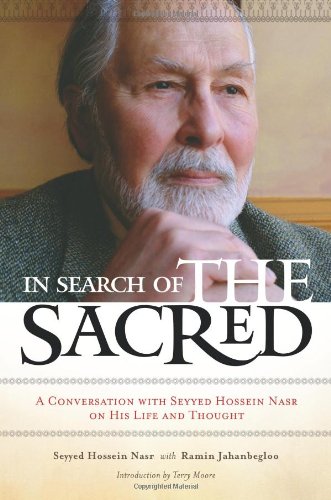 IN SEARCH OF THE
SACRED
A CONVERSATION WITH SEYYED HOSSEIN NASR
ON HIS LIFE AND THOUGHT
Seyyed Hossein Nasr with Ramin Jahanbegloo
Introduction by Terry Moore